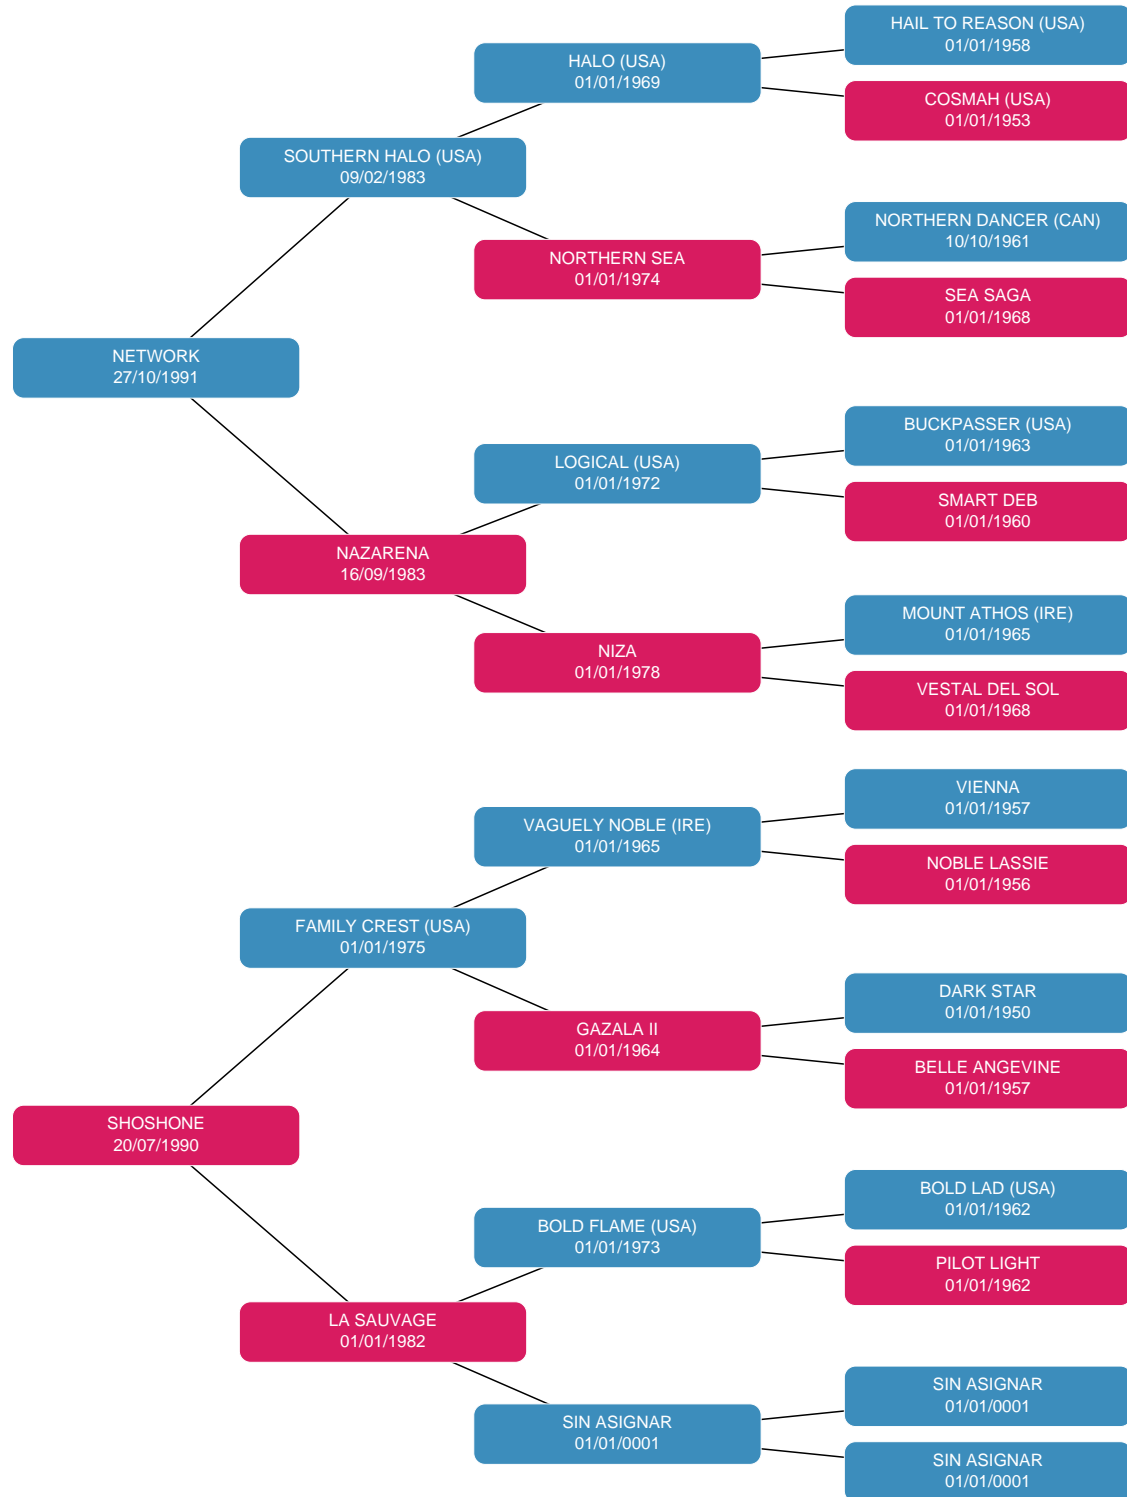 HAIL TO REASON (USA)
01/01/1958
HALO (USA)
01/01/1969
COSMAH (USA)
01/01/1953
SOUTHERN HALO (USA)
09/02/1983
NORTHERN DANCER (CAN)
10/10/1961
NORTHERN SEA
01/01/1974
SEA SAGA
01/01/1968
NETWORK
27/10/1991
BUCKPASSER (USA)
01/01/1963
LOGICAL (USA)
01/01/1972
SMART DEB
01/01/1960
NAZARENA
16/09/1983
MOUNT ATHOS (IRE)
01/01/1965
NIZA
01/01/1978
VESTAL DEL SOL
01/01/1968
VIENNA
01/01/1957
VAGUELY NOBLE (IRE)
01/01/1965
NOBLE LASSIE
01/01/1956
FAMILY CREST (USA)
01/01/1975
DARK STAR
01/01/1950
GAZALA II
01/01/1964
BELLE ANGEVINE
01/01/1957
SHOSHONE
20/07/1990
BOLD LAD (USA)
01/01/1962
BOLD FLAME (USA)
01/01/1973
PILOT LIGHT
01/01/1962
LA SAUVAGE
01/01/1982
SIN ASIGNAR
01/01/0001
SIN ASIGNAR
01/01/0001
SIN ASIGNAR
01/01/0001